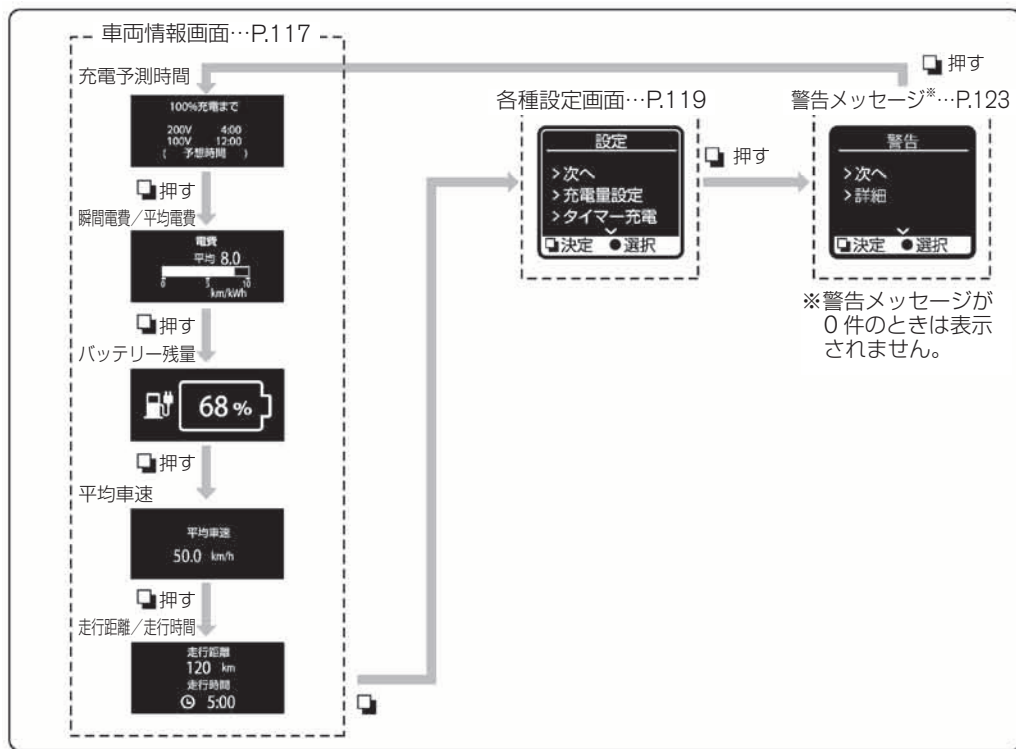 車両情報画面…P.117
充電予測時間
100%充電まで
200V 4:00
100V 12:00
( 予想時間 )
押す
瞬間電費／平均電費
電費
平均 8.0
0 5 10
km/kWh
押す
バッテリー残量
68 %
押す
平均車速
平均車速
50.0 km/h
押す
走行距離／走行時間
走行距離
120 km
走行時間
5:00
各種設定画面…P.119
設定
>次へ
>充電量設定
>タイマー充電
決定 ●選択
押す
押す
警告メッセージ※…P.123
警告
>次へ
>詳細
決定 ●選択
※警告メッセージが
0 件のときは表示
されません。